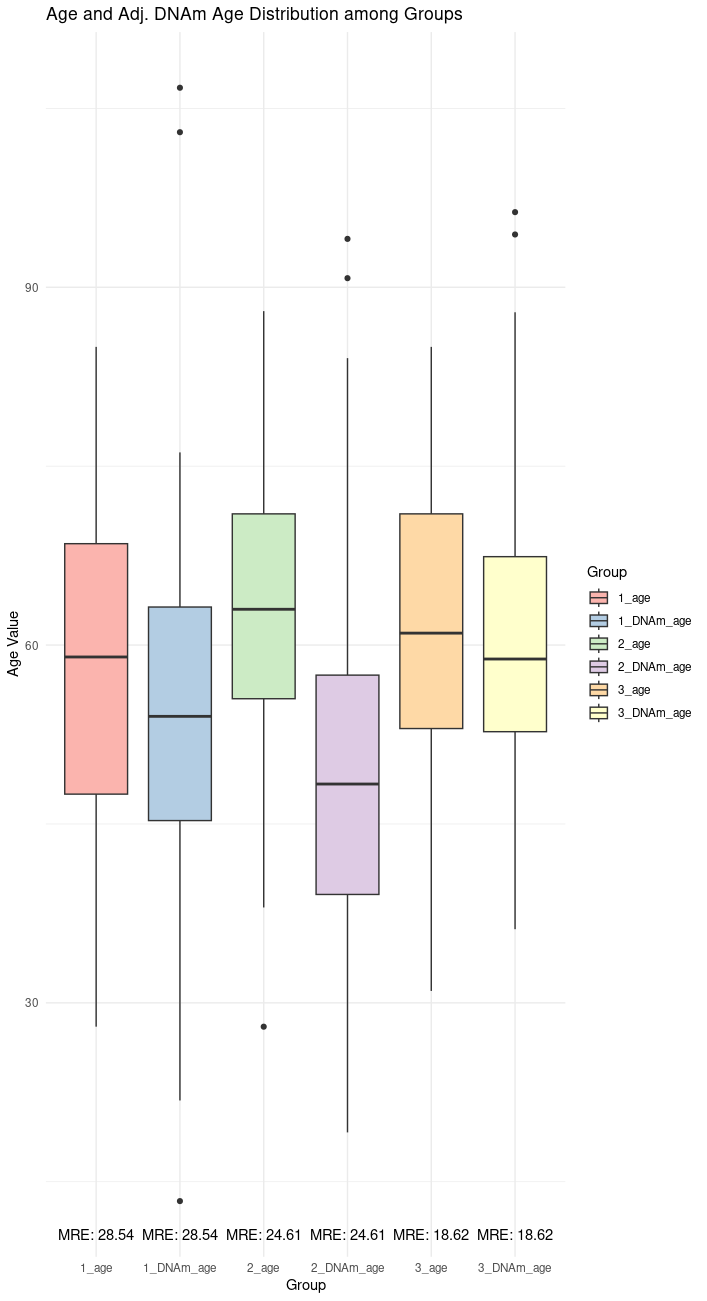 Age and Adj. DNAm Age Distribution among Groups
90
60
30
Age Value
MRE: 28.54 MRE: 28.54 MRE: 24.61 MRE: 24.61 MRE: 18.62 MRE: 18.62
1_age 1_DNAm_age 2_age 2_DNAm_age 3_age 3_DNAm_age
Group
Group
1_age
1_DNAm_age
2_age
2_DNAm_age
3_age
3_DNAm_age